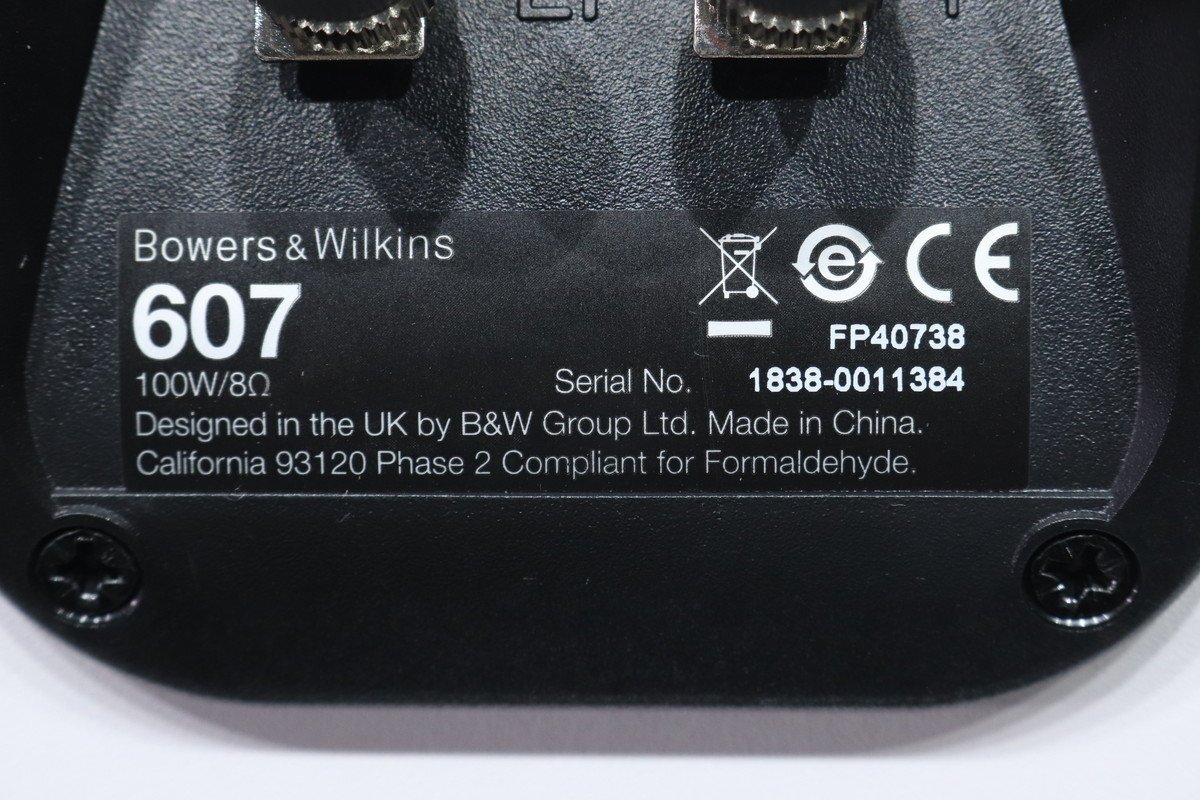 Bowers & Wilkins
607
FP40738
100W/8Ω Serial No. 1838-0011384
Designed in the UK by B&W Group Ltd. Made in China.
California 93120 Phase 2 Compliant for Formaldehyde.